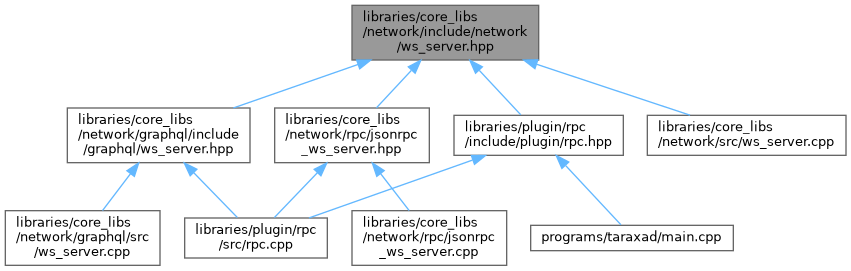 libraries/core_libs
/network/include/network
/ws_server.hpp
libraries/core_libs
/network/graphql/include
/graphql/ws_server.hpp
libraries/core_libs
/network/rpc/jsonrpc
_ws_server.hpp
libraries/plugin/rpc
/include/plugin/rpc.hpp
libraries/core_libs
/network/src/ws_server.cpp
libraries/core_libs
/network/graphql/src
/ws_server.cpp
libraries/plugin/rpc
/src/rpc.cpp
libraries/core_libs
/network/rpc/jsonrpc
_ws_server.cpp
programs/taraxad/main.cpp